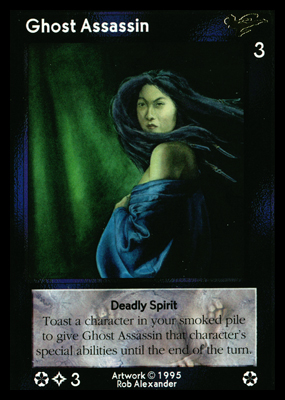 Ghost Assassin
3
Deadly Spirit
Toast a character in your smoked pile
to give Ghost Assassin that character's
special abilities until the end of the turn.
3
Artwork © 1995
Rob Alexander